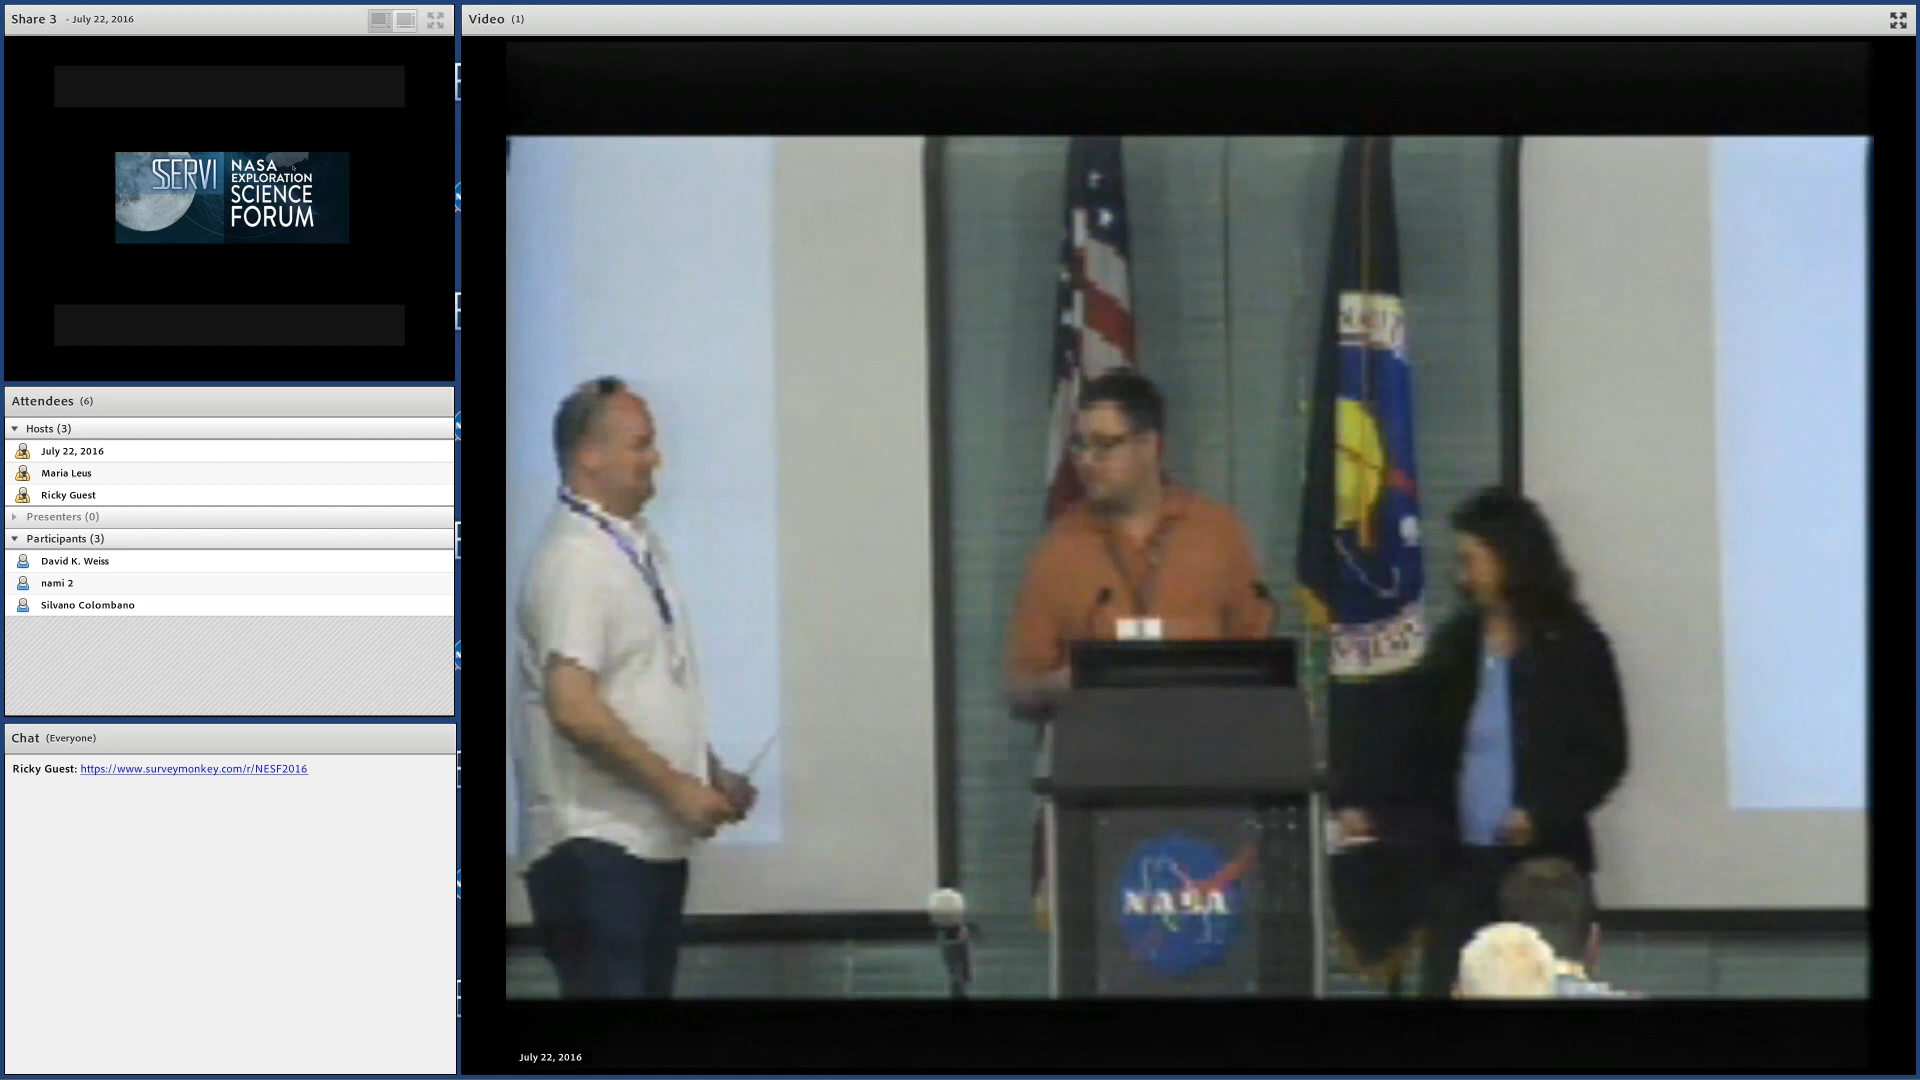 Share 3 - July 22, 2016
SSERVI
NASA
EXPLORATION
SCIENCE
FORUM
Attendees (6)
Hosts (3)
July 22, 2016
Maria Leus
Ricky Guest
Presenters (0)
Participants (3)
David K. Weiss
nami 2
Silvano Colombano
Chat (Everyone)
Ricky Guest: https://www.surveymonkey.com/r/NESF2016
Video (1)
NASA
July 22, 2016